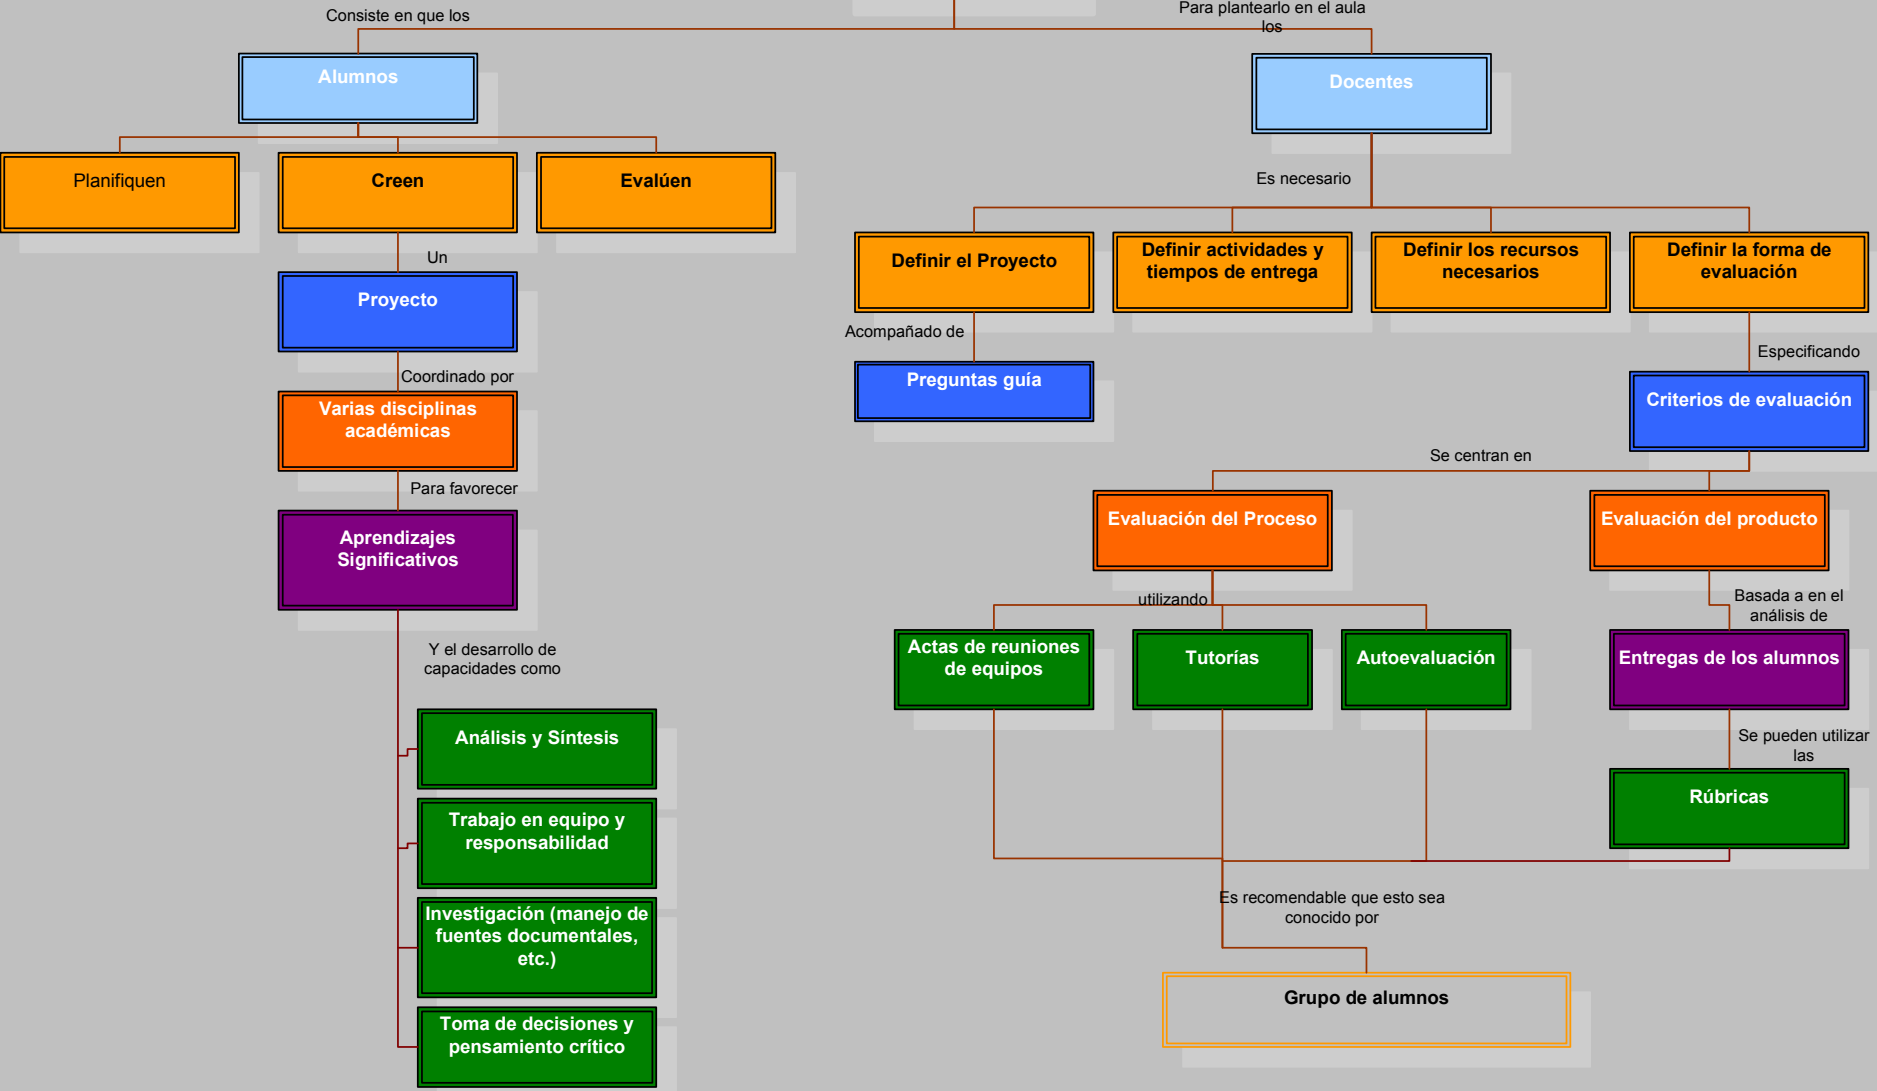 Consiste en que los
Para plantearlo en el aula
los
Alumnos
Docentes
Planifiquen
Creen
Evalúen
Es necesario
Un
Definir el Proyecto
Definir actividades y
tiempos de entrega
Definir los recursos
necesarios
Definir la forma de
evaluación
Proyecto
Acompañado de
Especificando
Coordinado por
Preguntas guía
Criterios de evaluación
Varias disciplinas
académicas
Se centran en
Para favorecer
Evaluación del Proceso
Evaluación del producto
Aprendizajes
Significativos
utilizando
Basada a en el
análisis de
Y el desarrollo de
capacidades como
Actas de reuniones
de equipos
Tutorías
Autoevaluación
Entregas de los alumnos
Análisis y Síntesis
Se pueden utilizar
las
Rúbricas
Trabajo en equipo y
responsabilidad
Es recomendable que esto sea
conocido por
Investigación (manejo de
fuentes documentales,
etc.)
Grupo de alumnos
Toma de decisiones y
pensamiento crítico